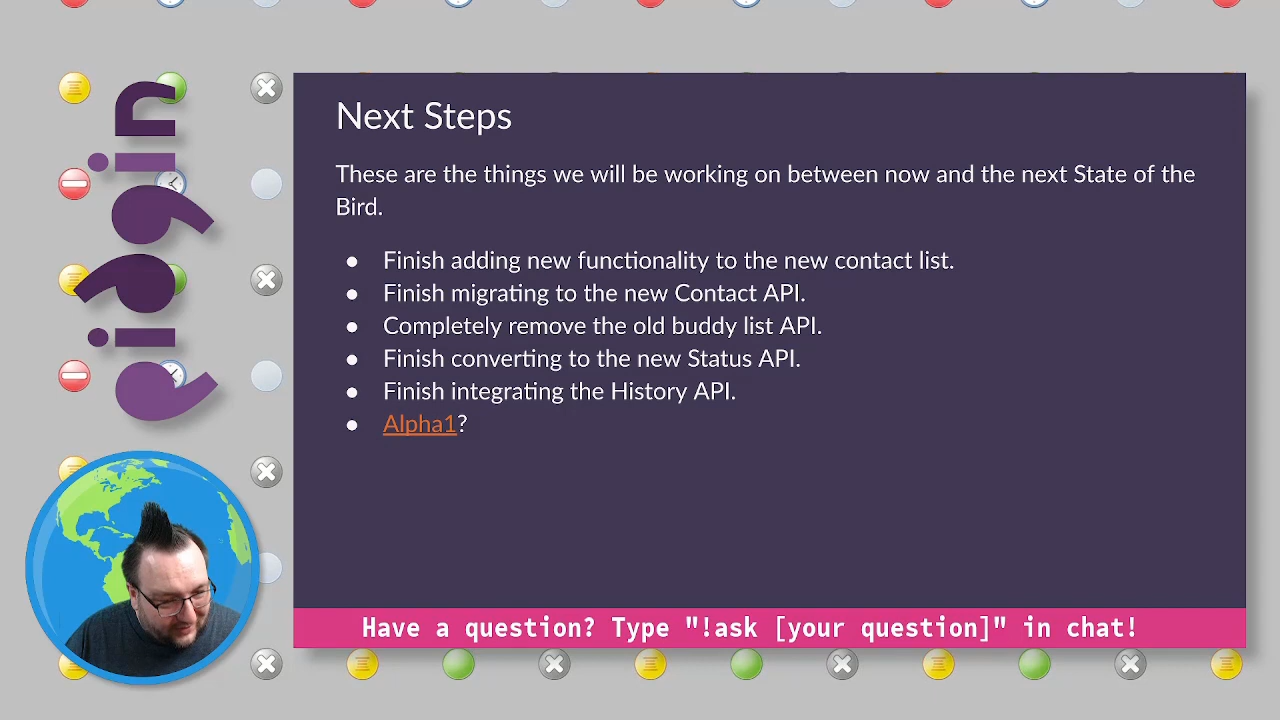 pidgin
Next Steps
These are the things we will be working on between now and the next State of the
Bird.
● Finish adding new functionality to the new contact list.
● Finish migrating to the new Contact API.
● Completely remove the old buddy list API.
● Finish converting to the new Status API.
● Finish integrating the History API.
● Alpha1?
Have a question? Type "!ask [your question]" in chat!